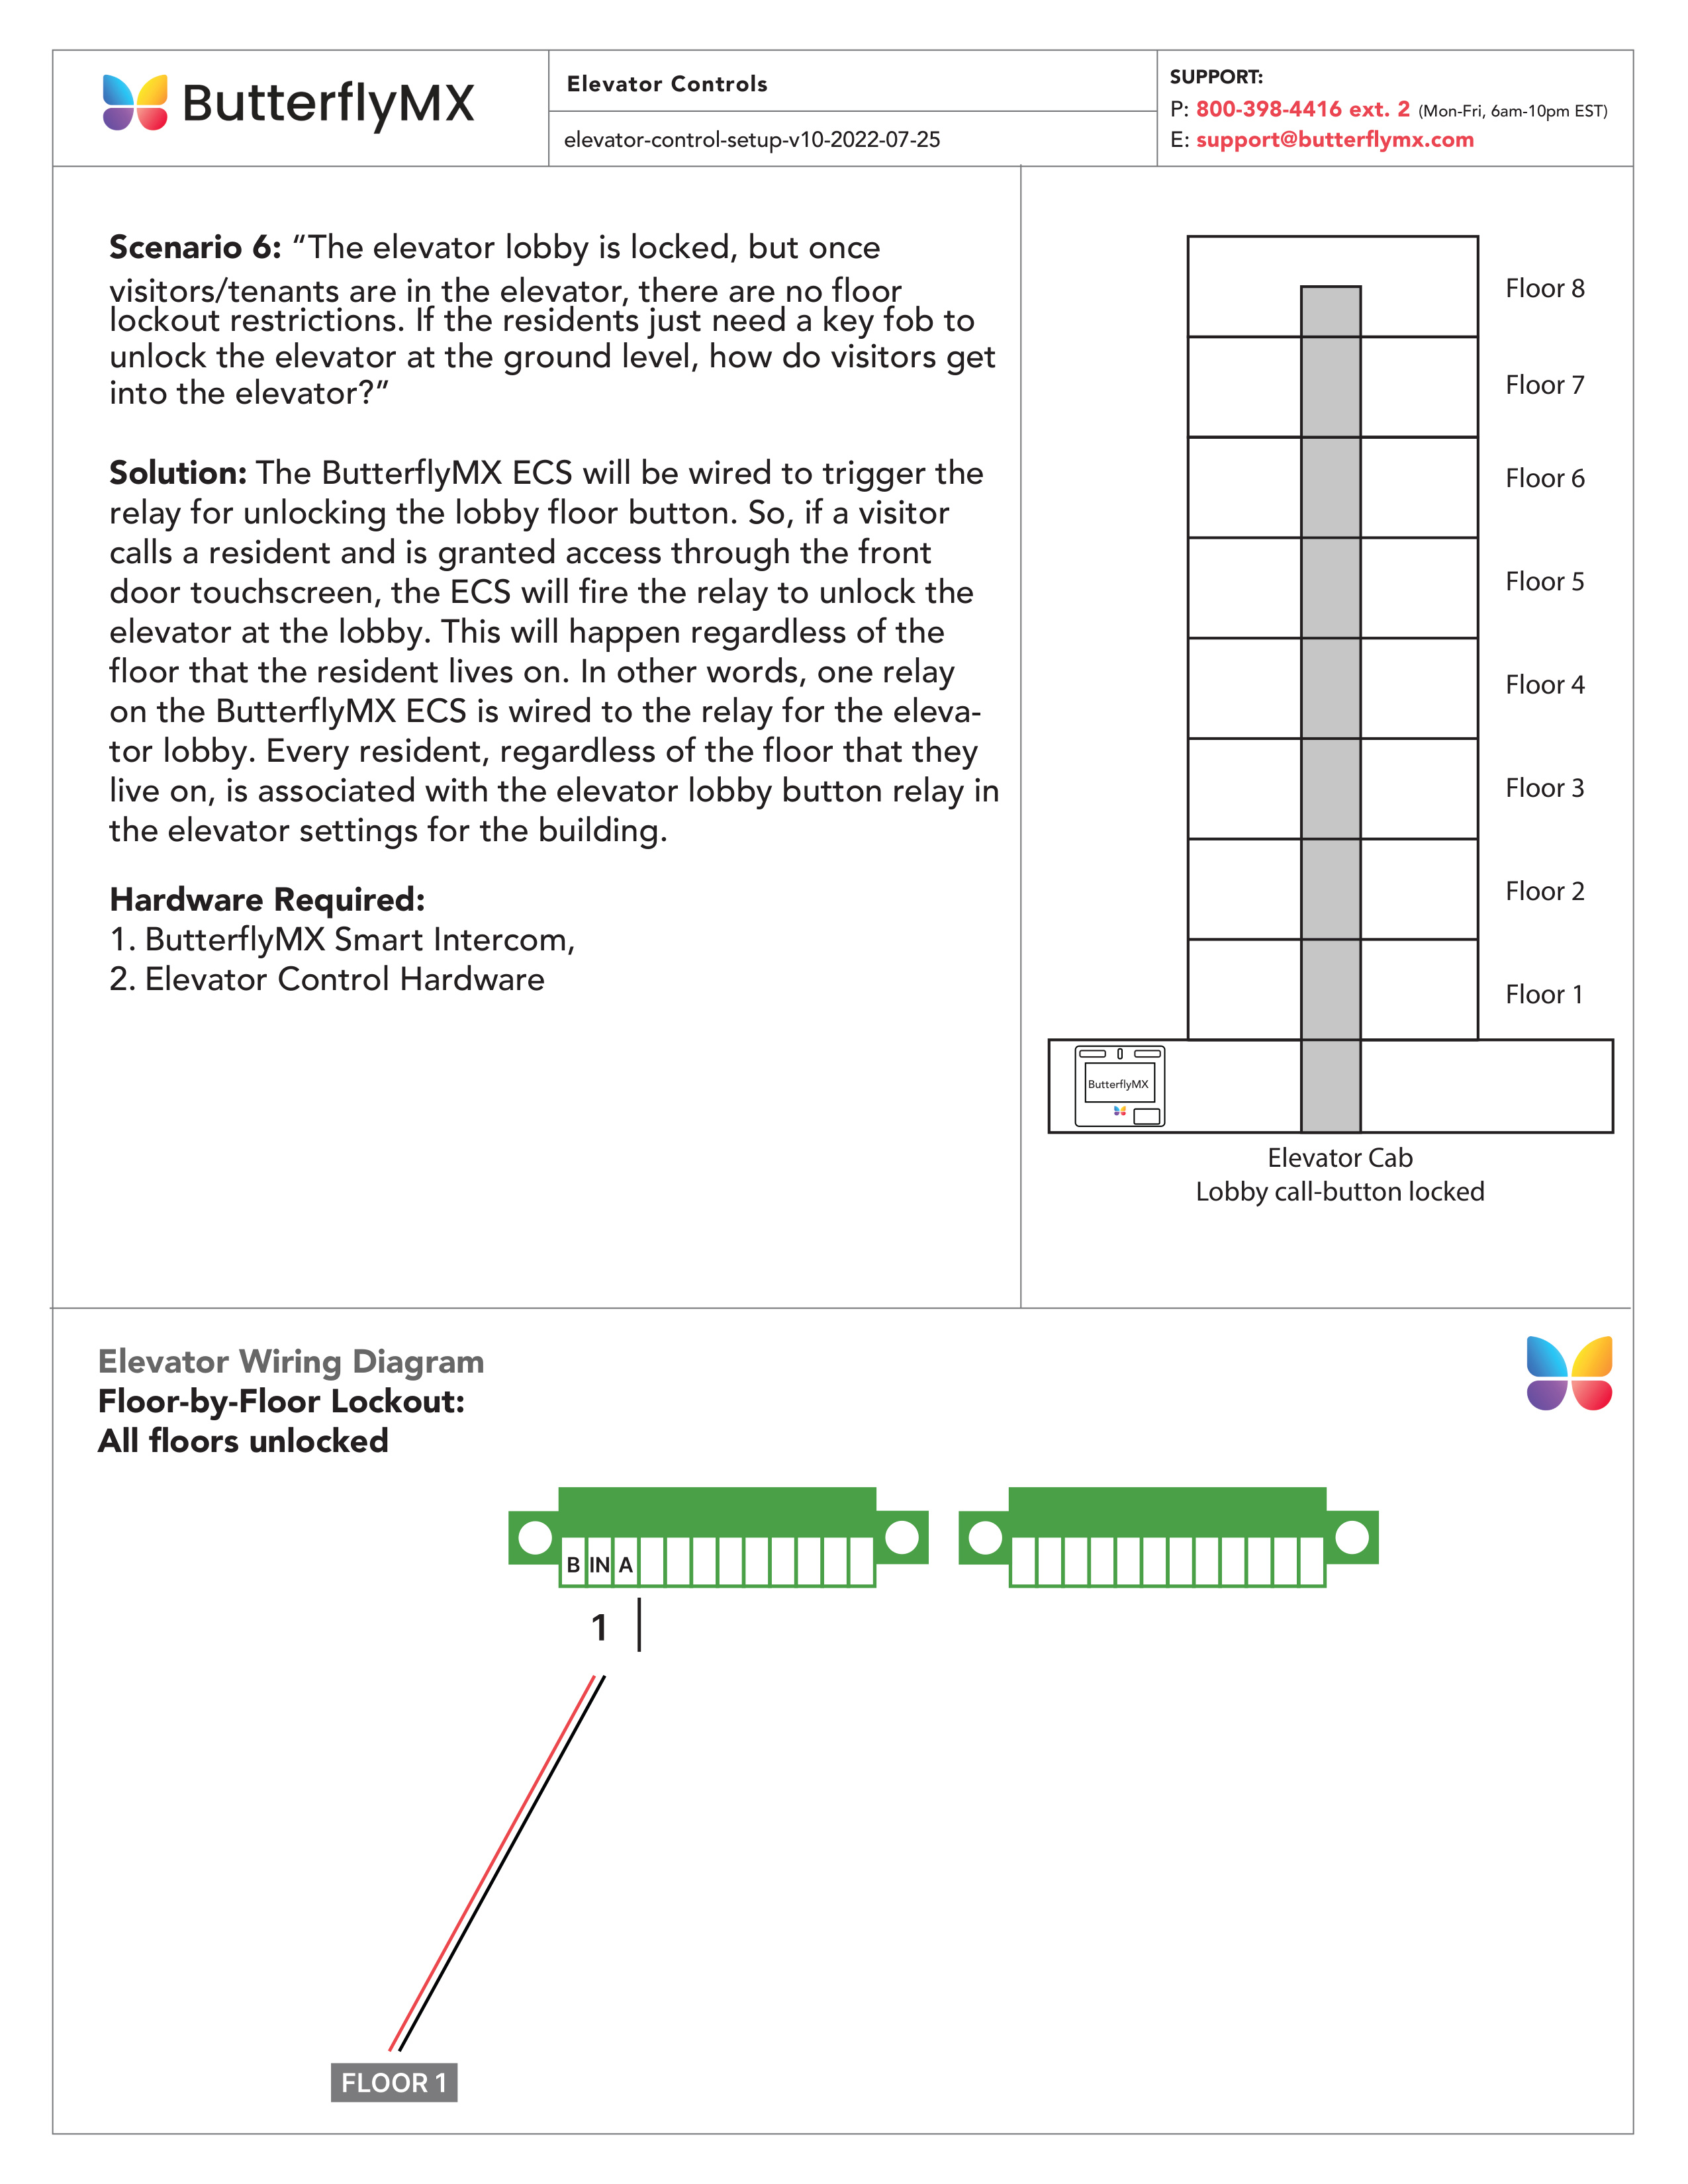 ButterflyMX
Elevator Controls
elevator-control-setup-v10-2022-07-25
SUPPORT:
P: 800-398-4416 ext. 2 (Mon-Fri, 6am-10pm EST)
E: support@butterflymx.com
Scenario 6: “The elevator lobby is locked, but once
visitors/tenants are in the elevator, there are no floor
lockout restrictions. If the residents just need a key fob to
unlock the elevator at the ground level, how do visitors get
into the elevator?”
Solution: The ButterflyMX ECS will be wired to trigger the
relay for unlocking the lobby floor button. So, if a visitor
calls a resident and is granted access through the front
door touchscreen, the ECS will fire the relay to unlock the
elevator at the lobby. This will happen regardless of the
floor that the resident lives on. In other words, one relay
on the ButterflyMX ECS is wired to the relay for the eleva-
tor lobby. Every resident, regardless of the floor that they
live on, is associated with the elevator lobby button relay in
the elevator settings for the building.
Hardware Required:
1. ButterflyMX Smart Intercom,
2. Elevator Control Hardware
Floor 8
Floor 7
Floor 6
Floor 5
Floor 4
Floor 3
Floor 2
Floor 1
ButterflyMX
Elevator Cab
Lobby call-button locked
Elevator Wiring Diagram
Floor-by-Floor Lockout:
All floors unlocked
B IN A
1
FLOOR 1